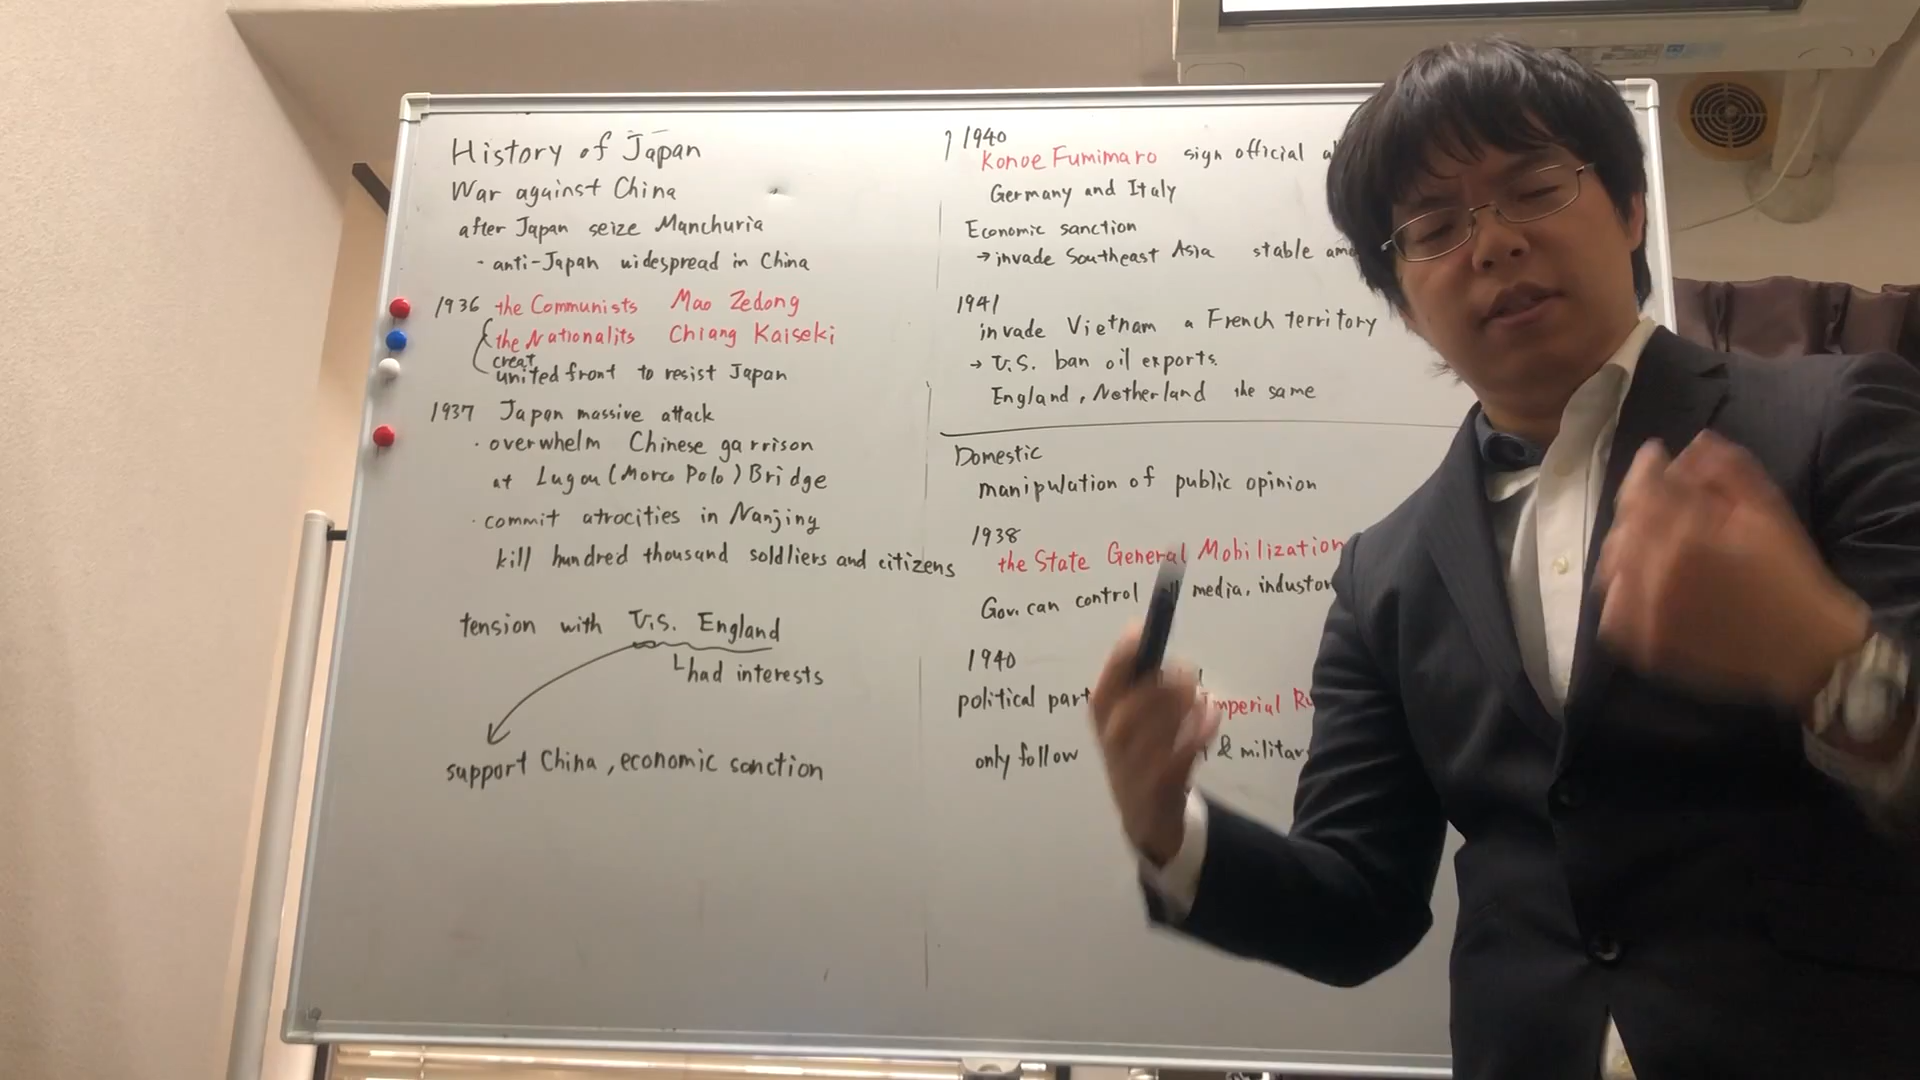 History of Japan
War against China
after Japan seize Manchuria
- anti-Japan widespread in China
1936 the Communists Mao Zedong
the Nationalits Chiang Kaiseki
creat
united front to resist Japan
1937 Japan massive attack
· overwhelm Chinese garrison
at Lugou (Morco Polo) Bridge
· commit atrocities in Nanjing
kill hundred thousand soldliers and citizens
tension with U.S. England
had interests
support China, economic sanction
1940
Konoe Fumimaro sign official
Germany and Italy
Economic sanction
→ invade Southeast Asia stable
1941
invade Vietnam a French territory
→ U.S. ban oil exports.
England, Netherland the same
Domestic
manipulation of public opinion
1938
the State General Mobilization
Gov. can control media,
1940
political
Imperial
only follow &